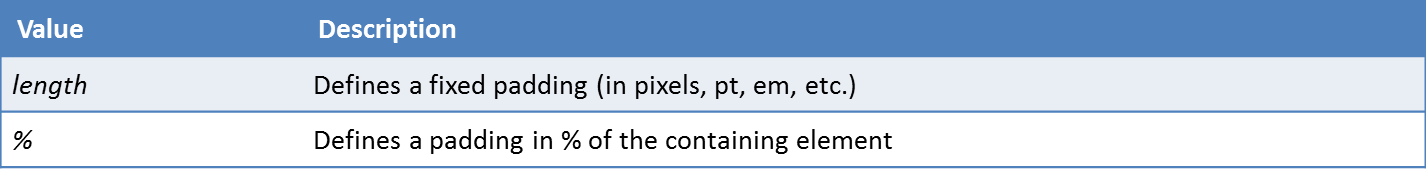 Value Description
length Defines a fixed padding (in pixels, pt, em, etc.)
% Defines a padding in % of the containing element